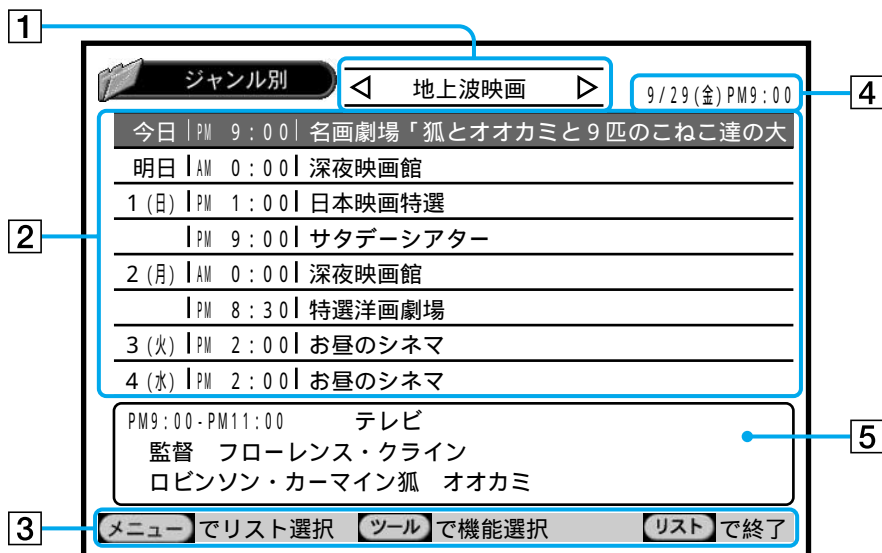 1
ジャンル別 ◁ 地上波映画 ▷ 9/29(金)PM9:00
4
今日 PM 9:00 名画劇場「狐とオオカミと9匹のこねこ達の大
明日 AM 0:00 深夜映画館
1(日) PM 1:00 日本映画特選
2
PM 9:00 サタデーシアター
2(月) AM 0:00 深夜映画館
PM 8:30 特選洋画劇場
3(火) PM 2:00 お昼のシネマ
4(水) PM 2:00 お昼のシネマ
PM9:00-PM11:00 テレビ
5
監督 フローレンス・クライン
ロビンソン・カーマイン狐 オオカミ
3
メニューでリスト選択 ツールで機能選択 リストで終了